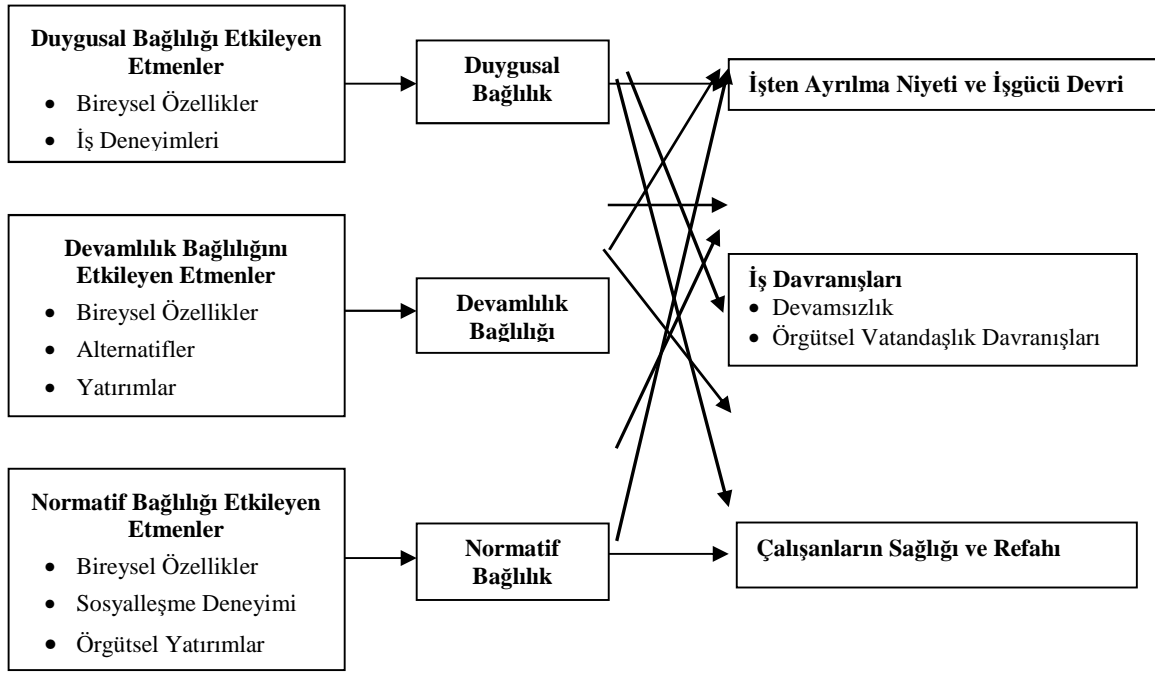 Duygusal Bağlılığı Etkileyen
Etmenler
• Bireysel Özellikler
• İş Deneyimleri
Duygusal
Bağlılık
İşten Ayrılma Niyeti ve İşgücü Devri
Devamlılık Bağlılığını
Etkileyen Etmenler
• Bireysel Özellikler
• Alternatifler
• Yatırımlar
Devamlılık
Bağlılığı
İş Davranışları
• Devamsızlık
• Örgütsel Vatandaşlık Davranışları
Normatif Bağlılığı Etkileyen
Etmenler
• Bireysel Özellikler
• Sosyalleşme Deneyimi
• Örgütsel Yatırımlar
Normatif
Bağlılık
Çalışanların Sağlığı ve Refahı